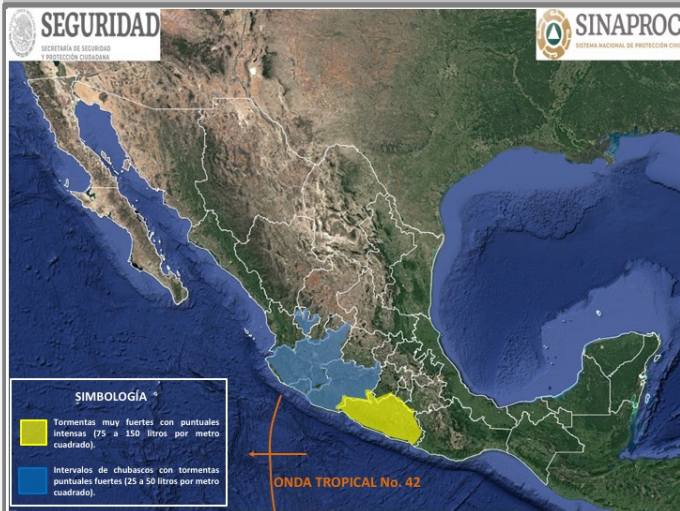 SEGURIDAD
SECRETARÍA DE SEGURIDAD
Y PROTECCIÓN CIUDADANA
SINAPROC
SISTEMA NACIONAL DE PROTECCIÓN CIVI
SIMBOLOGÍA
Tormentas muy fuertes con puntuales
intensas (75 a 150 litros por metro
cuadrado).
Intervalos de chubascos con tormentas
puntuales fuertes (25 a 50 litros por metro
cuadrado).
ONDA TROPICAL No. 42